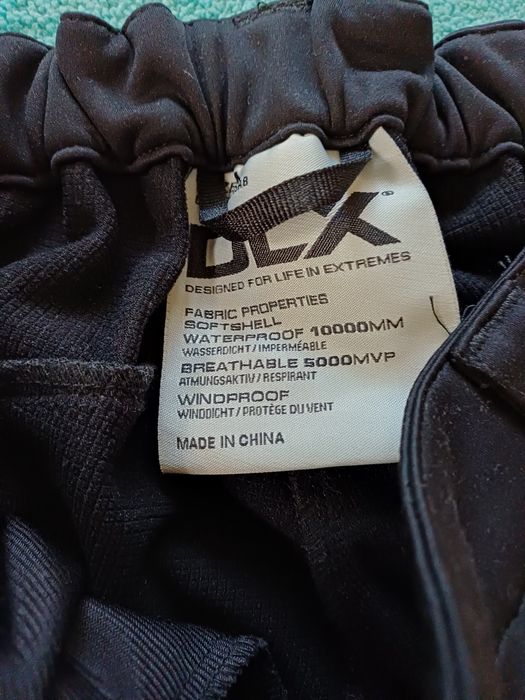 DLX®
DESIGNED FOR LIFE IN EXTREMES
FABRIC PROPERTIES
SOFTSHELL
WATERPROOF 10000MM
WASSERDICHT/IMPERMÉABLE
BREATHABLE 5000MVP
ATMUNGSAKTIV/RESPIRANT
WINDPROOF
WINDDICHT/PROTÈGE DU VENT
MADE IN CHINA